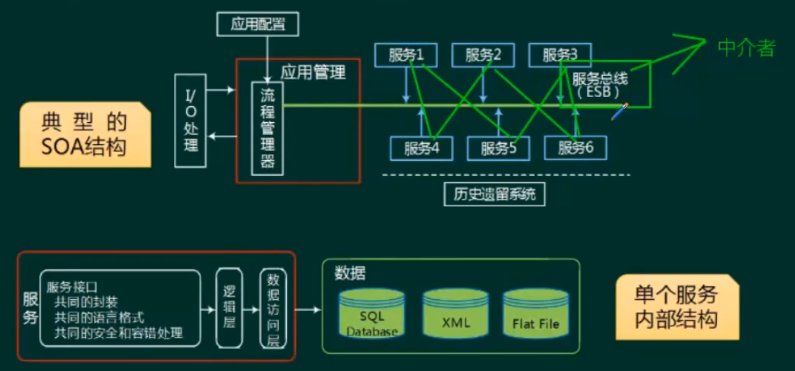 应用配置
应用管理
I/O处理
流程管理器
典型的
SOA结构
服务1
服务2
服务3
服务总线
（ESB）
中介者
服务4
服务5
服务6
历史遗留系统
服务
服务接口
共同的封装
共同的语言格式
共同的安全和容错处理
逻辑层
数据访问层
数据
SQL
Database
XML
Flat File
单个服务
内部结构